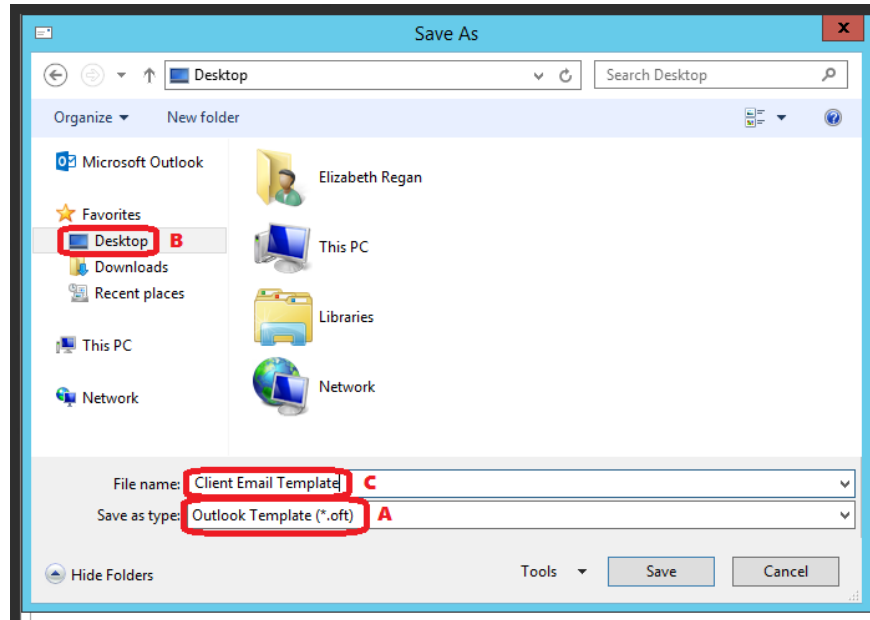 Save As
x
Desktop
Search Desktop
Organize
New folder
?
Microsoft Outlook
Favorites
Desktop B
Downloads
Recent places
This PC
Network
Elizabeth Regan
This PC
Libraries
Network
File name: Client Email Template C
Save as type: Outlook Template (*.oft) A
Hide Folders
Tools
Save
Cancel